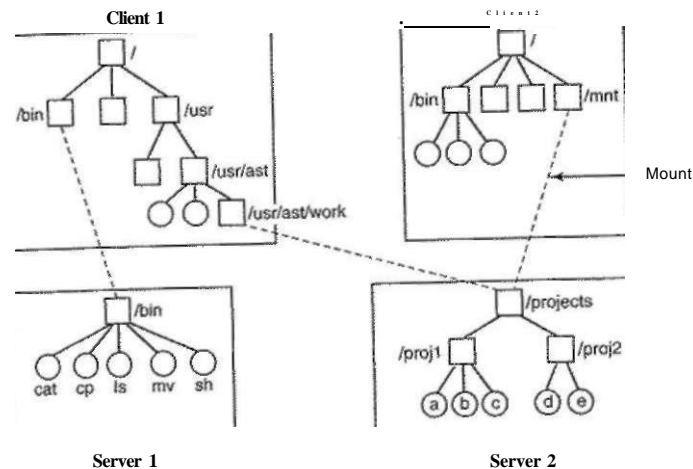 Client 1
Client 2
/
/
/bin
/usr
/bin
/mnt
/usr/ast
Mount
/usr/ast/work
/bin
/projects
/proj1
/proj2
cat cp ls mv sh
a b c d e
Server 1
Server 2